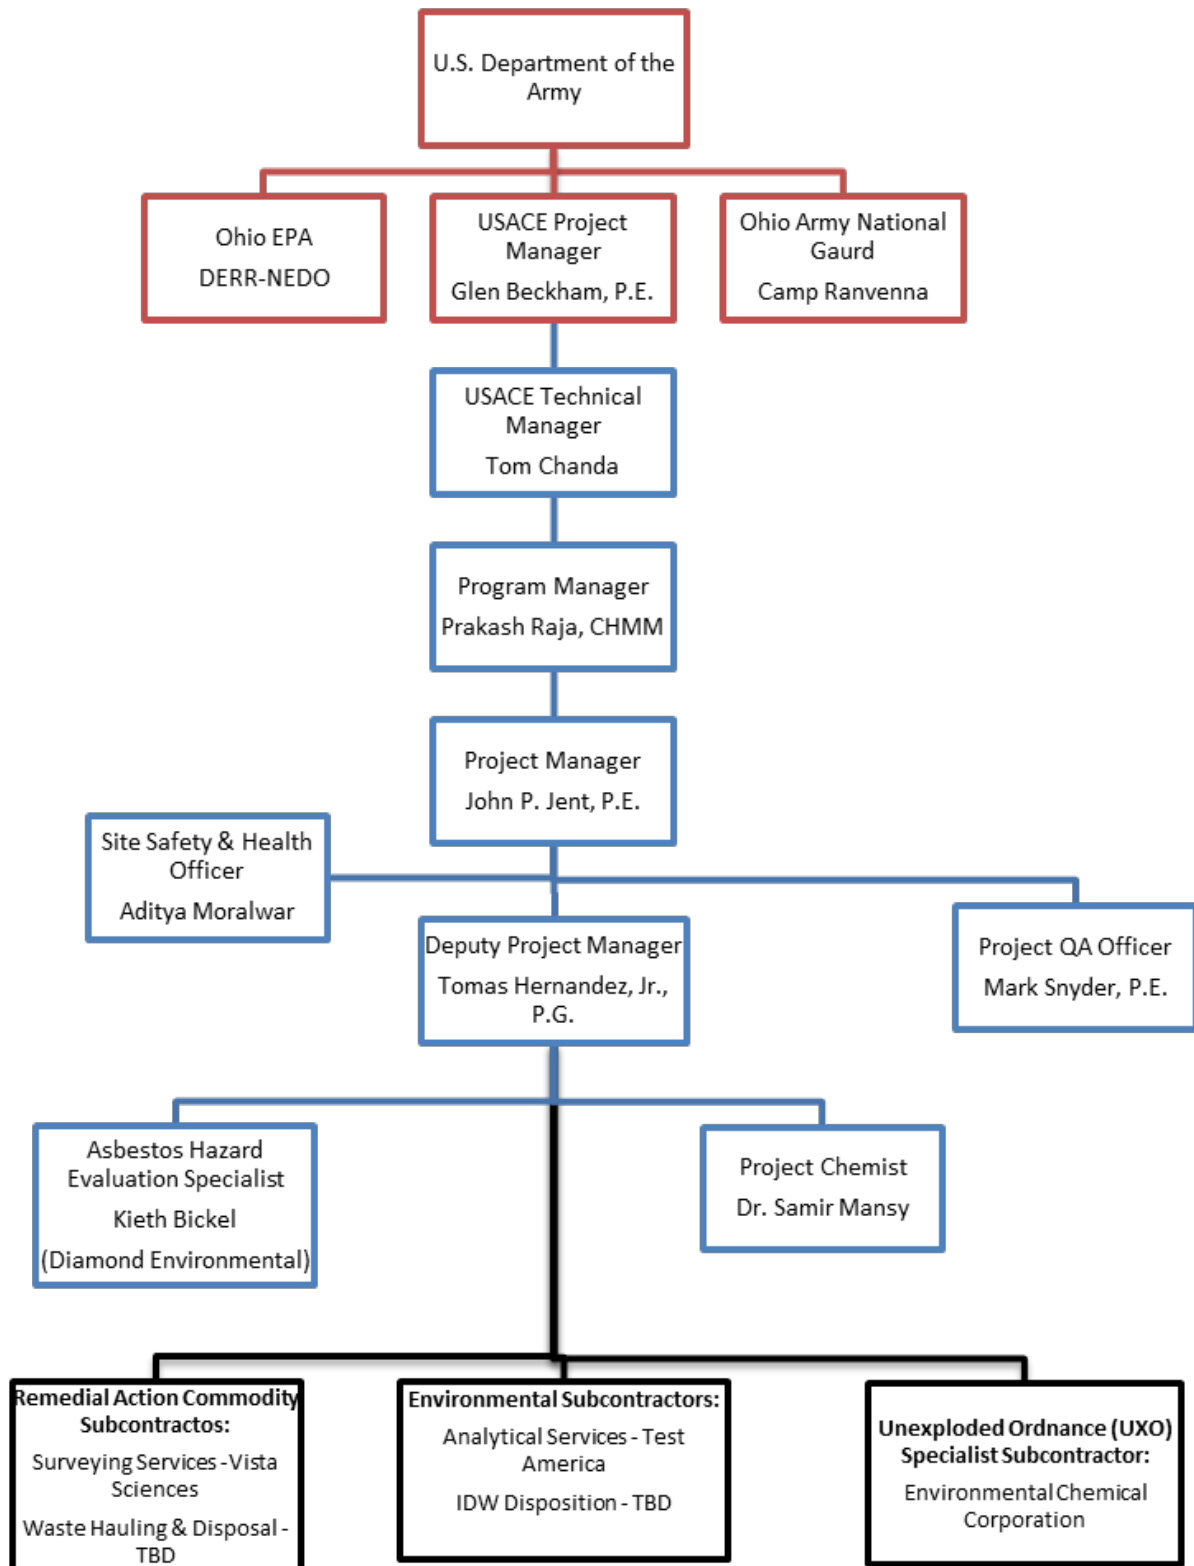 U.S. Department of the
Army
Ohio EPA
DERR-NEDO
USACE Project
Manager
Glen Beckham, P.E.
Ohio Army National
Gaurd
Camp Ranvenna
USACE Technical
Manager
Tom Chanda
Program Manager
Prakash Raja, CHMM
Project Manager
John P. Jent, P.E.
Site Safety & Health
Officer
Aditya Moralwar
Deputy Project Manager
Tomas Hernandez, Jr.,
P.G.
Project QA Officer
Mark Snyder, P.E.
Asbestos Hazard
Evaluation Specialist
Kieth Bickel
(Diamond Environmental)
Project Chemist
Dr. Samir Mansy
Remedial Action Commodity
Subcontractos:
Surveying Services -Vista
Sciences
Waste Hauling & Disposal -
TBD
Environmental Subcontractors:
Analytical Services - Test
America
IDW Disposition - TBD
Unexploded Ordnance (UXO)
Specialist Subcontractor:
Environmental Chemical
Corporation